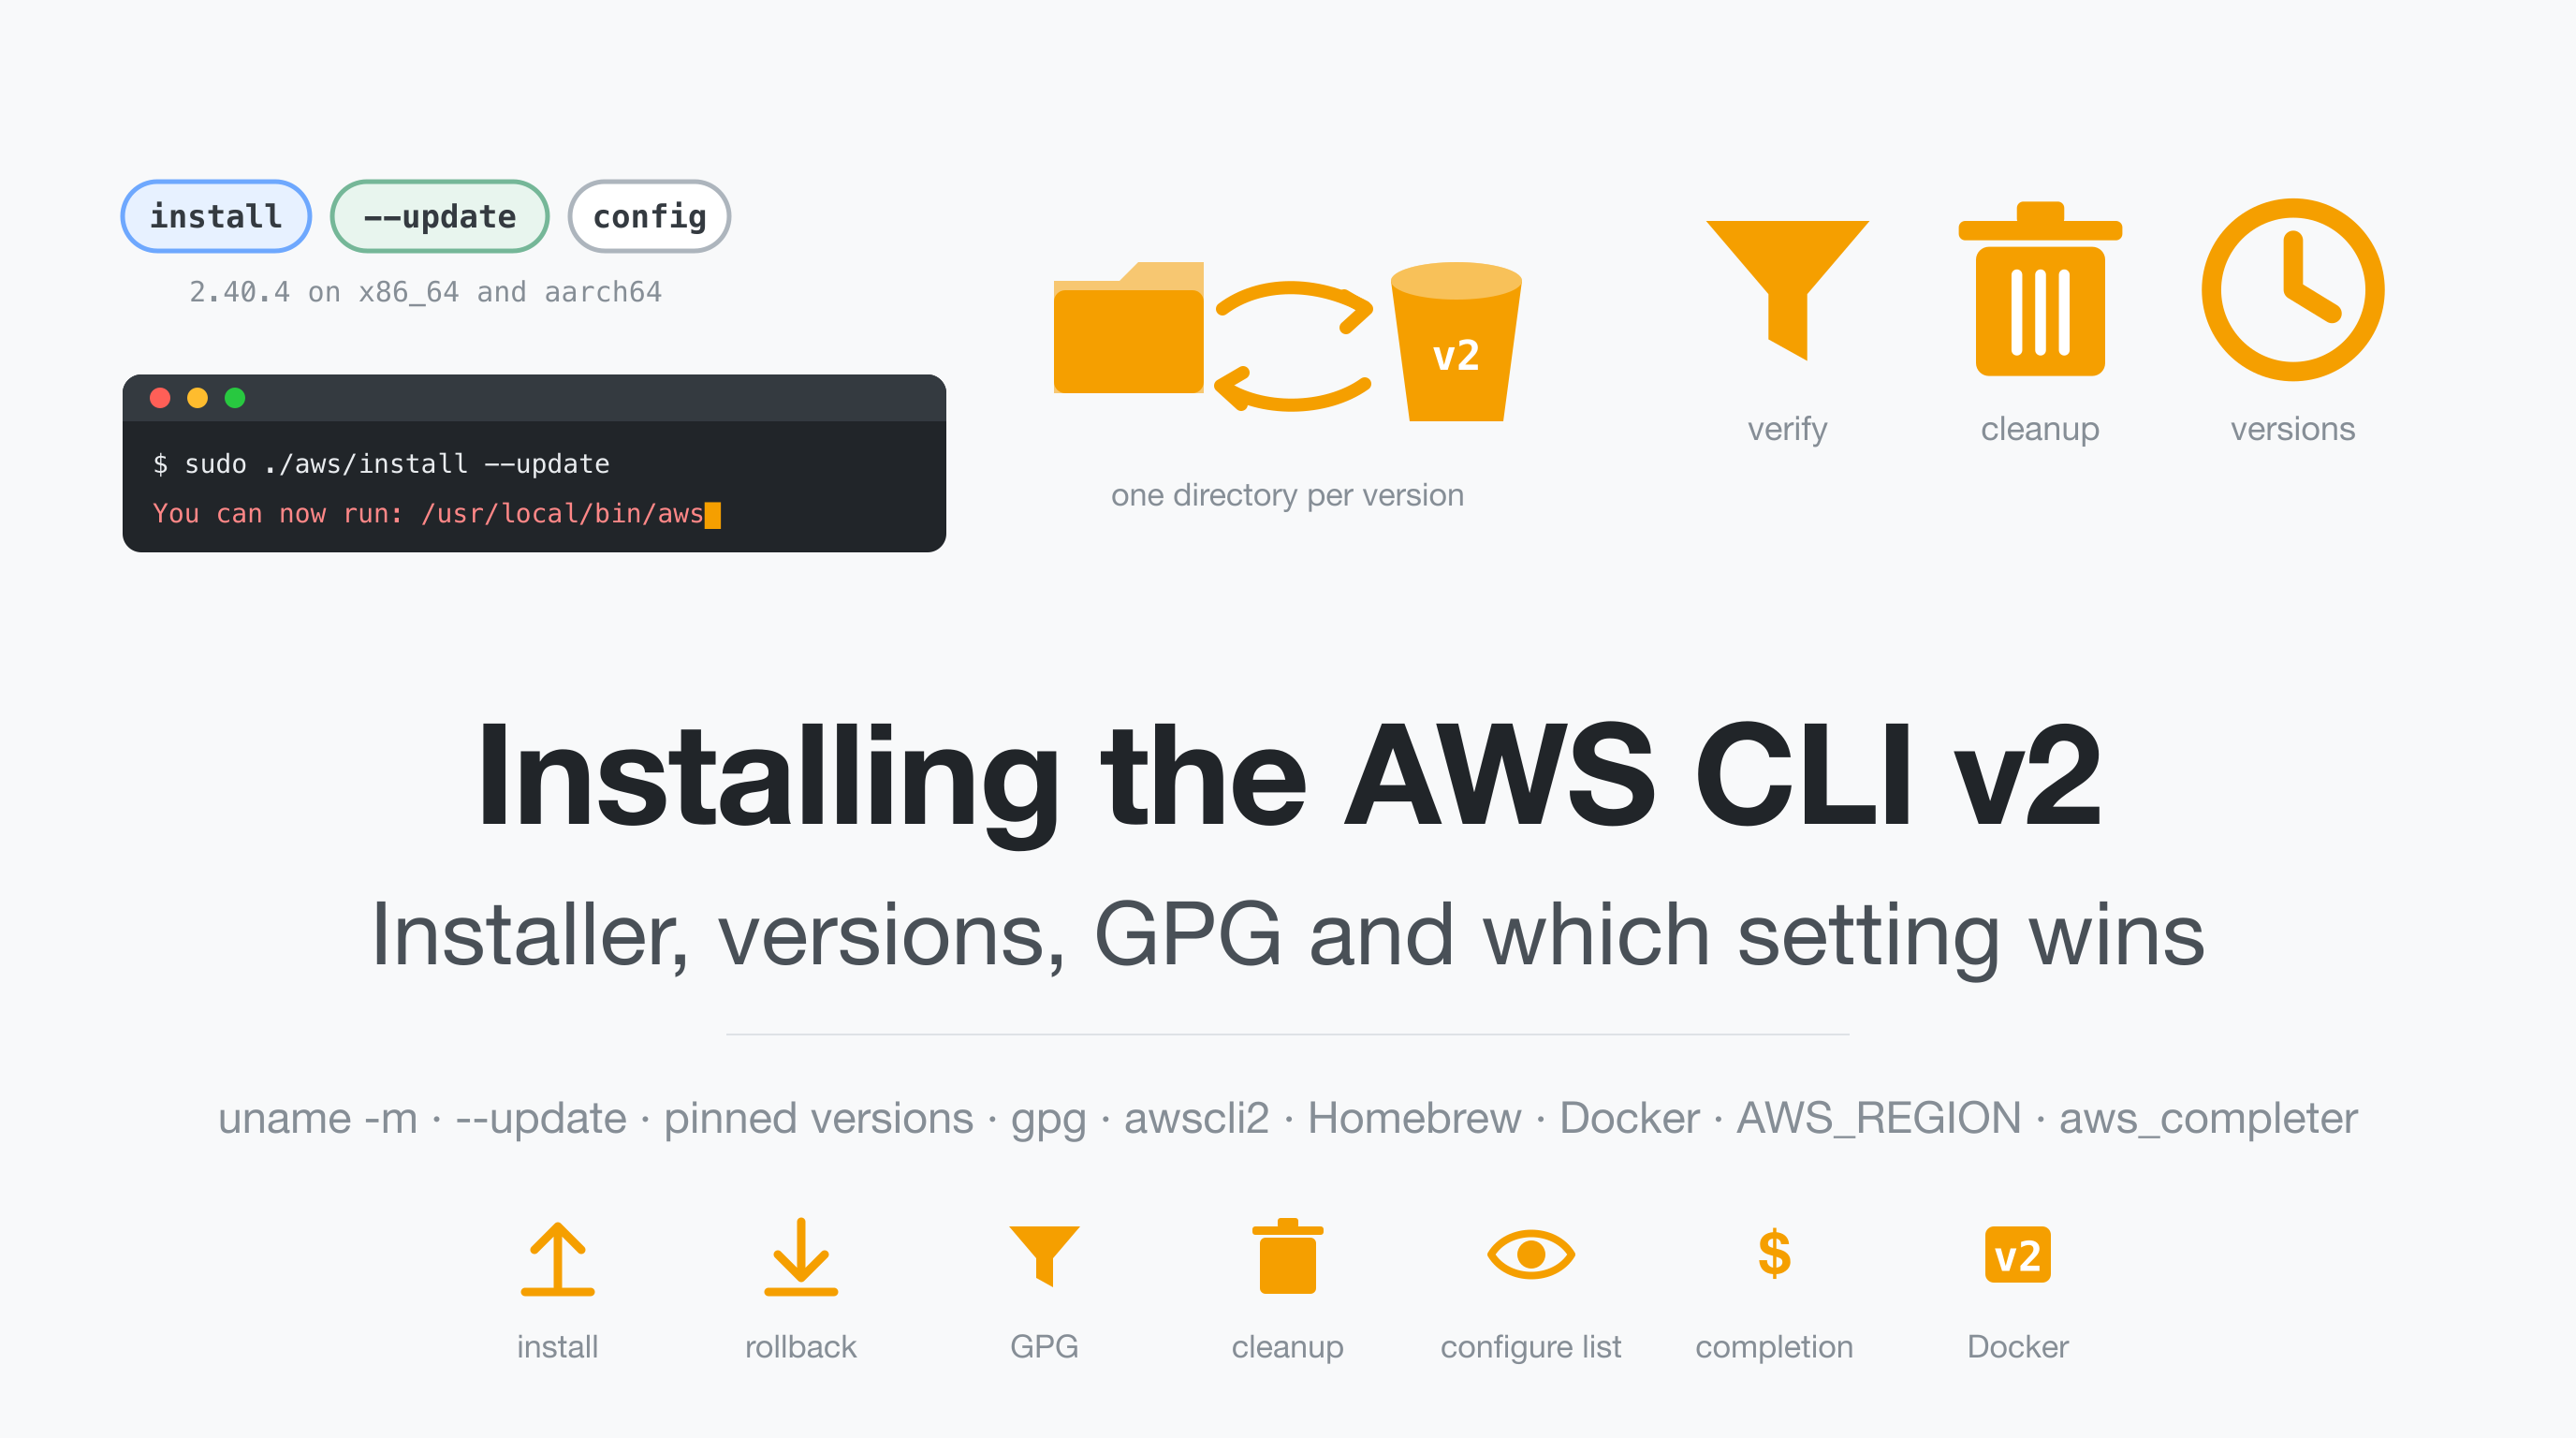 install --update config
2.40.4 on x86_64 and aarch64
$ sudo ./aws/install --update
You can now run: /usr/local/bin/aws
v2
one directory per version
verify cleanup versions
Installing the AWS CLI v2
Installer, versions, GPG and which setting wins
uname -m · --update · pinned versions · gpg · awscli2 · Homebrew · Docker · AWS_REGION · aws_completer
$ v2
install rollback GPG cleanup configure list completion Docker